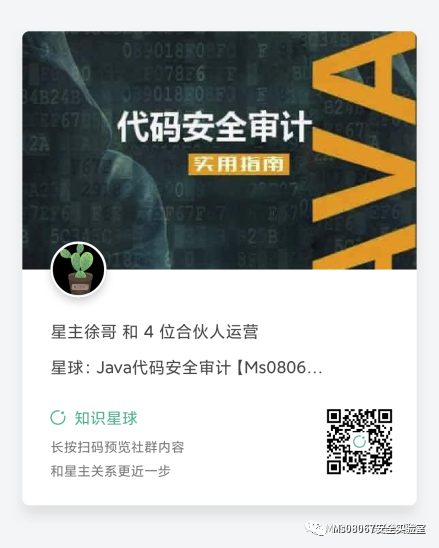 代码安全审计
实用指南
JAVA
星主徐哥 和 4 位合伙人运营
星球：Java代码安全审计【Ms0806...
知识星球
长按扫码预览社群内容
和星主关系更近一步
Ms08067安全实验室